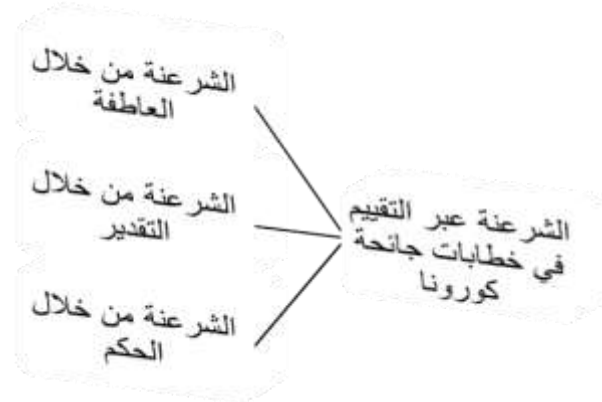 الشرعنة عبر التقييم
في خطابات جائحة
كورونا
الشرعنة من خلال
العاطفة
الشرعنة من خلال
التقدير
الشرعنة من خلال
الحكم